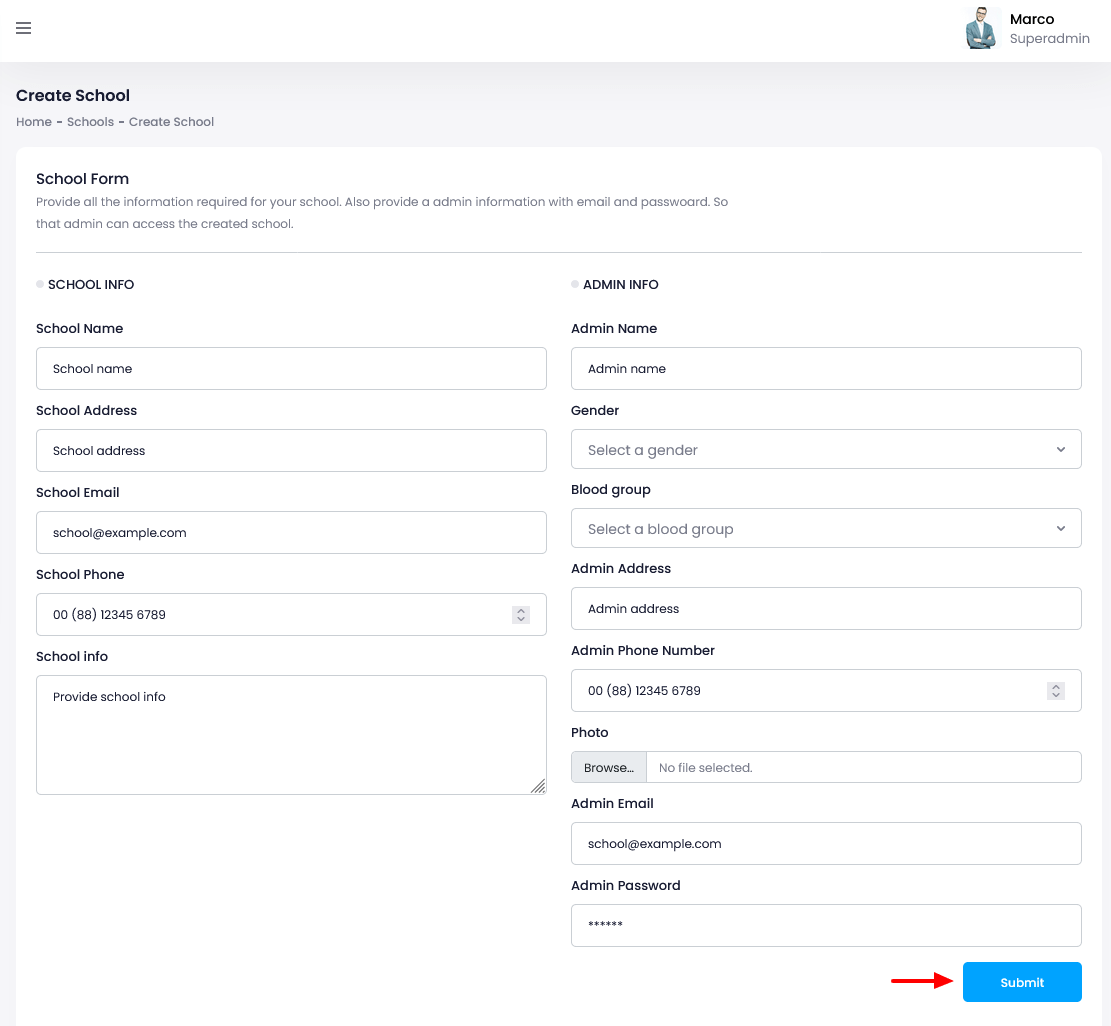 Marco
Superadmin
Create School
Home - Schools - Create School
School Form
Provide all the information required for your school. Also provide a admin information with email and passwoard. So
that admin can access the created school.
SCHOOL INFO
School Name
School name
School Address
School address
School Email
school@example.com
School Phone
00 (88) 12345 6789
School info
Provide school info
ADMIN INFO
Admin Name
Admin name
Gender
Select a gender
Blood group
Select a blood group
Admin Address
Admin address
Admin Phone Number
00 (88) 12345 6789
Photo
Browse... No file selected.
Admin Email
school@example.com
Admin Password
******
Submit